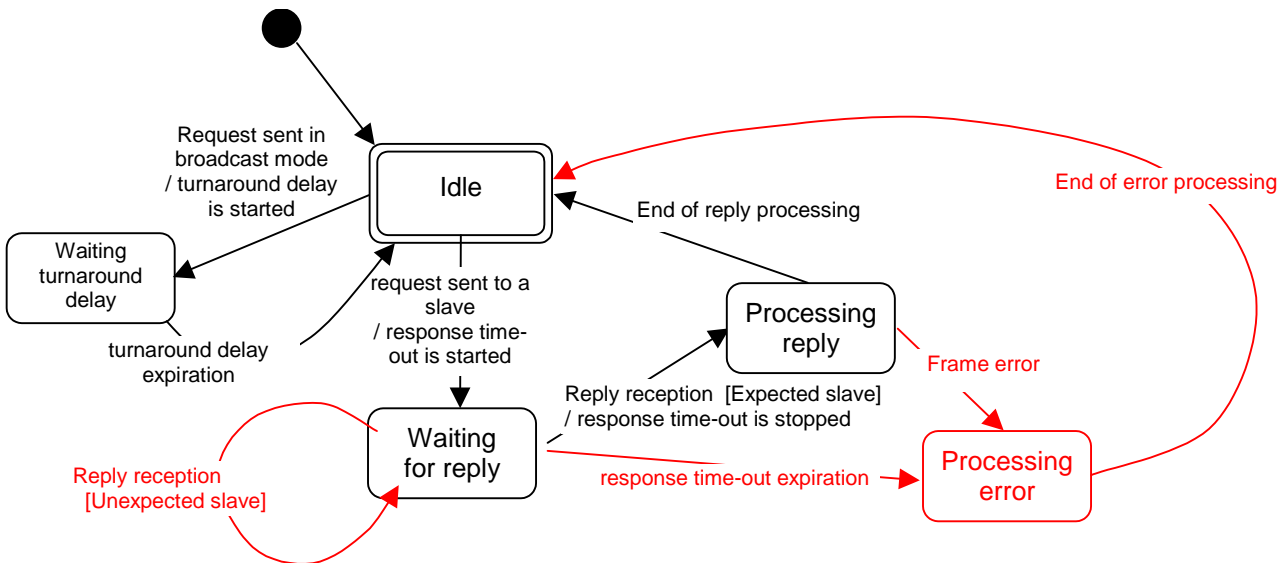 Request sent in
broadcast mode
/ turnaround delay
is started
Idle
End of error processing
End of reply processing
Waiting
turnaround
delay
request sent to a
slave
/ response time-
out is started
Processing
reply
turnaround delay
expiration
Frame error
Reply reception [Expected slave]
/ response time-out is stopped
Waiting
for reply
Reply reception
[Unexpected slave]
response time-out expiration
Processing
error